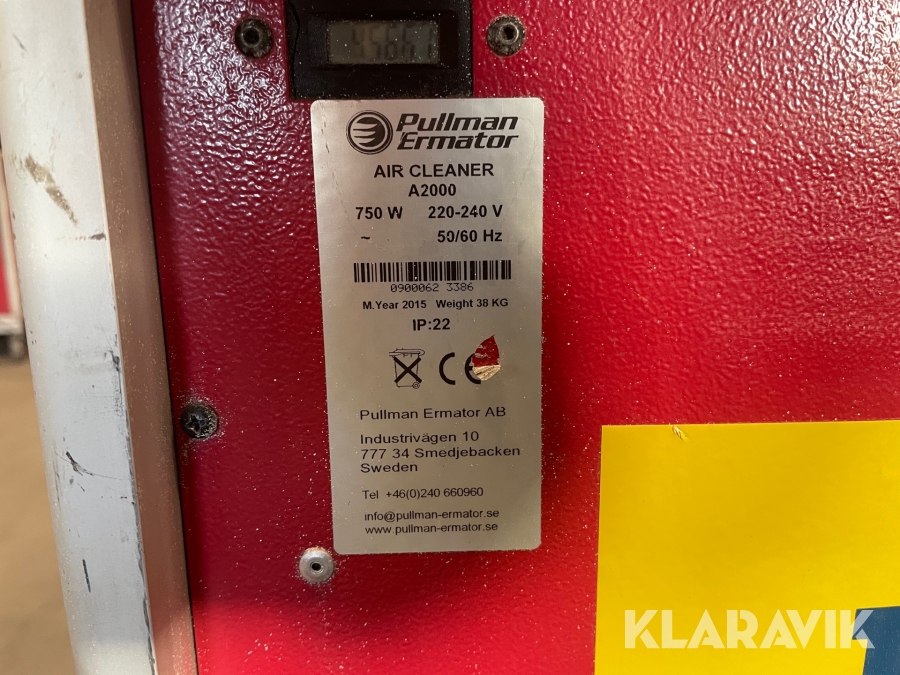 Pullman
Ermator
AIR CLEANER
A2000
750 W 220-240 V
~ 50/60 Hz
0900062 3386
M.Year 2015 Weight 38 KG
IP:22
CE
Pullman Ermator AB
Industrivägen 10
777 34 Smedjebacken
Sweden
Tel +46(0)240 660960
info@pullman-ermator.se
www.pullman-ermator.se
KLARAVIK